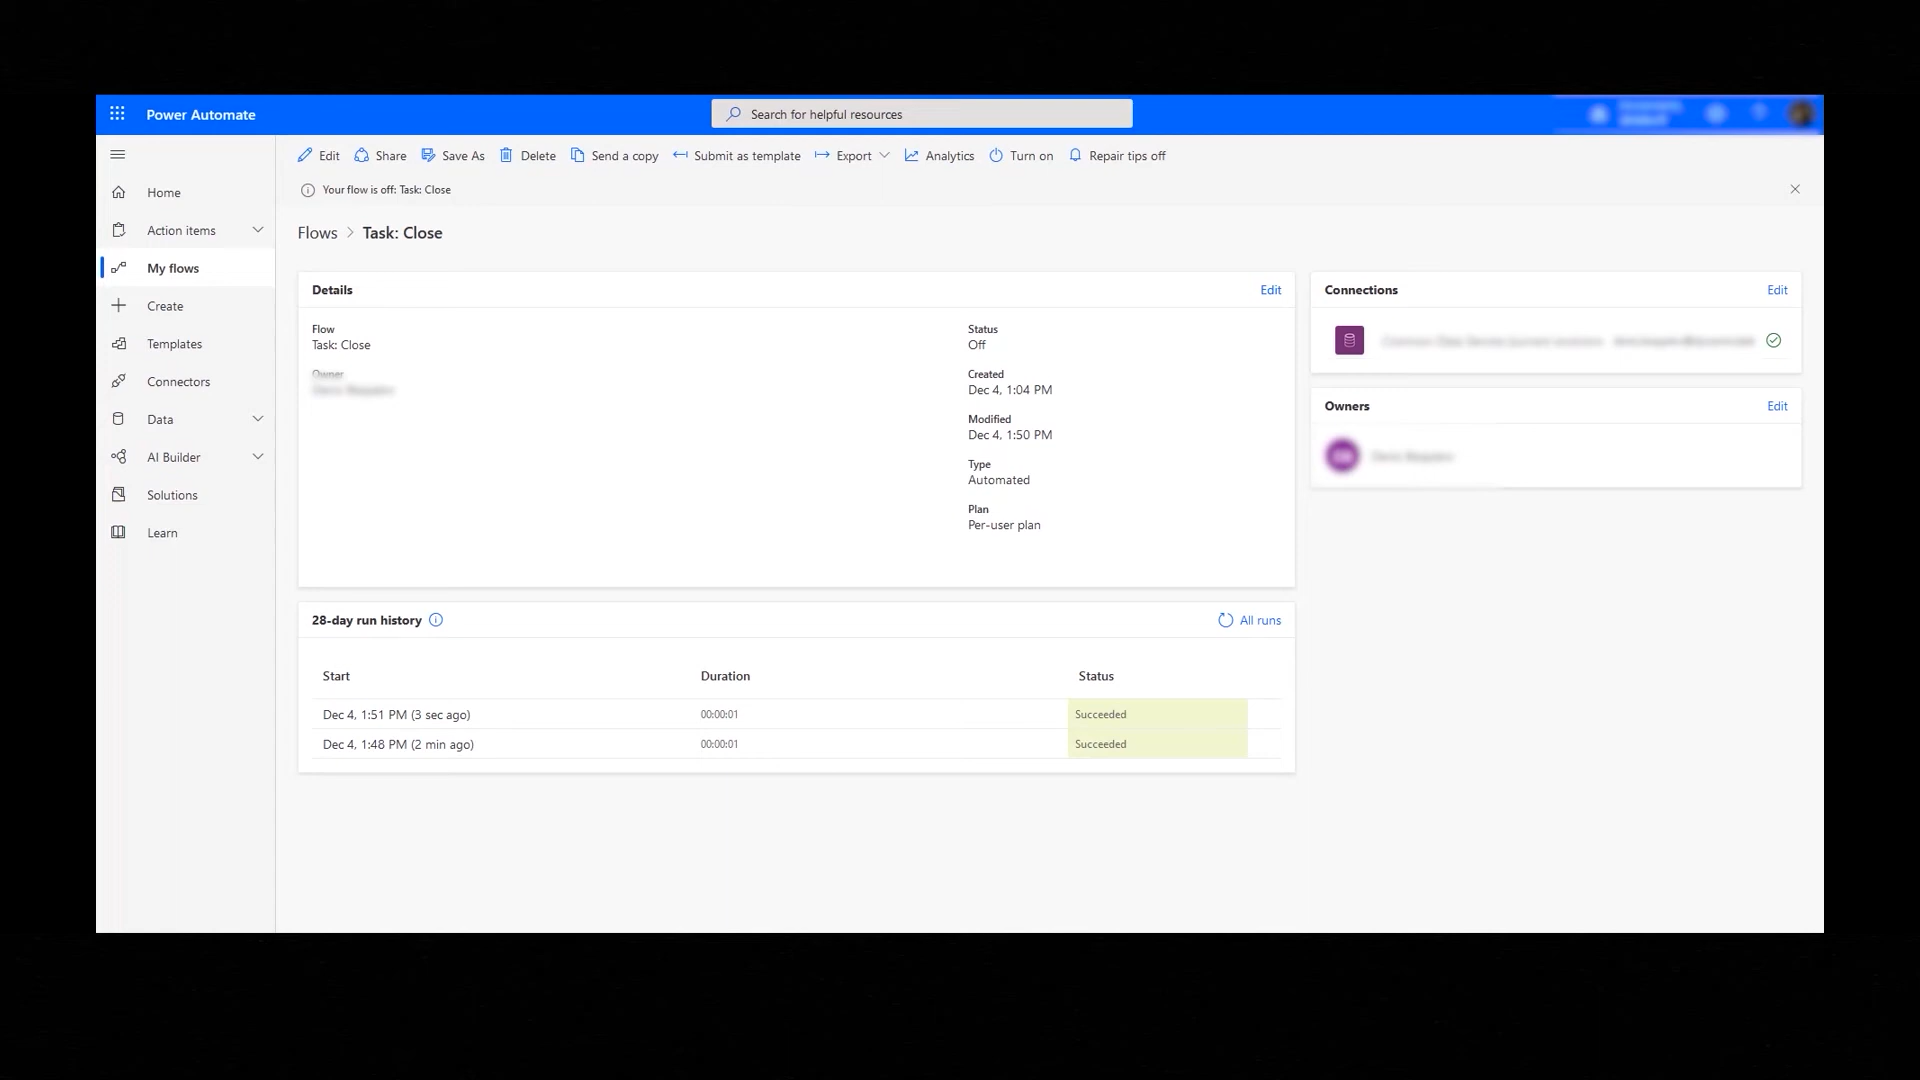 Power Automate
Search for helpful resources
Edit Share Save As Delete Send a copy Submit as template Export Analytics Turn on Repair tips off
Your flow is off: Task: Close
Home
Action items
My flows
Create
Templates
Connectors
Data
AI Builder
Solutions
Learn
Flows > Task: Close
Details Edit
Flow
Task: Close
Owner
Status
Off
Created
Dec 4, 1:04 PM
Modified
Dec 4, 1:50 PM
Type
Automated
Plan
Per-user plan
Connections Edit
Owners Edit
28-day run history All runs
Start Duration Status
Dec 4, 1:51 PM (3 sec ago) 00:00:01 Succeeded
Dec 4, 1:48 PM (2 min ago) 00:00:01 Succeeded